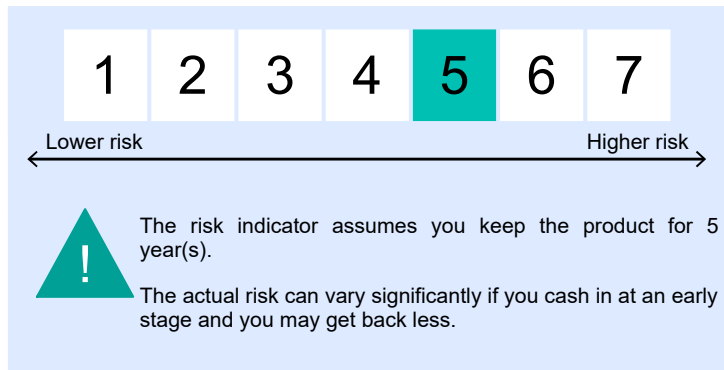 1 2 3 4 5 6 7
Lower risk Higher risk
!
The risk indicator assumes you keep the product for 5
year(s).
The actual risk can vary significantly if you cash in at an early
stage and you may get back less.